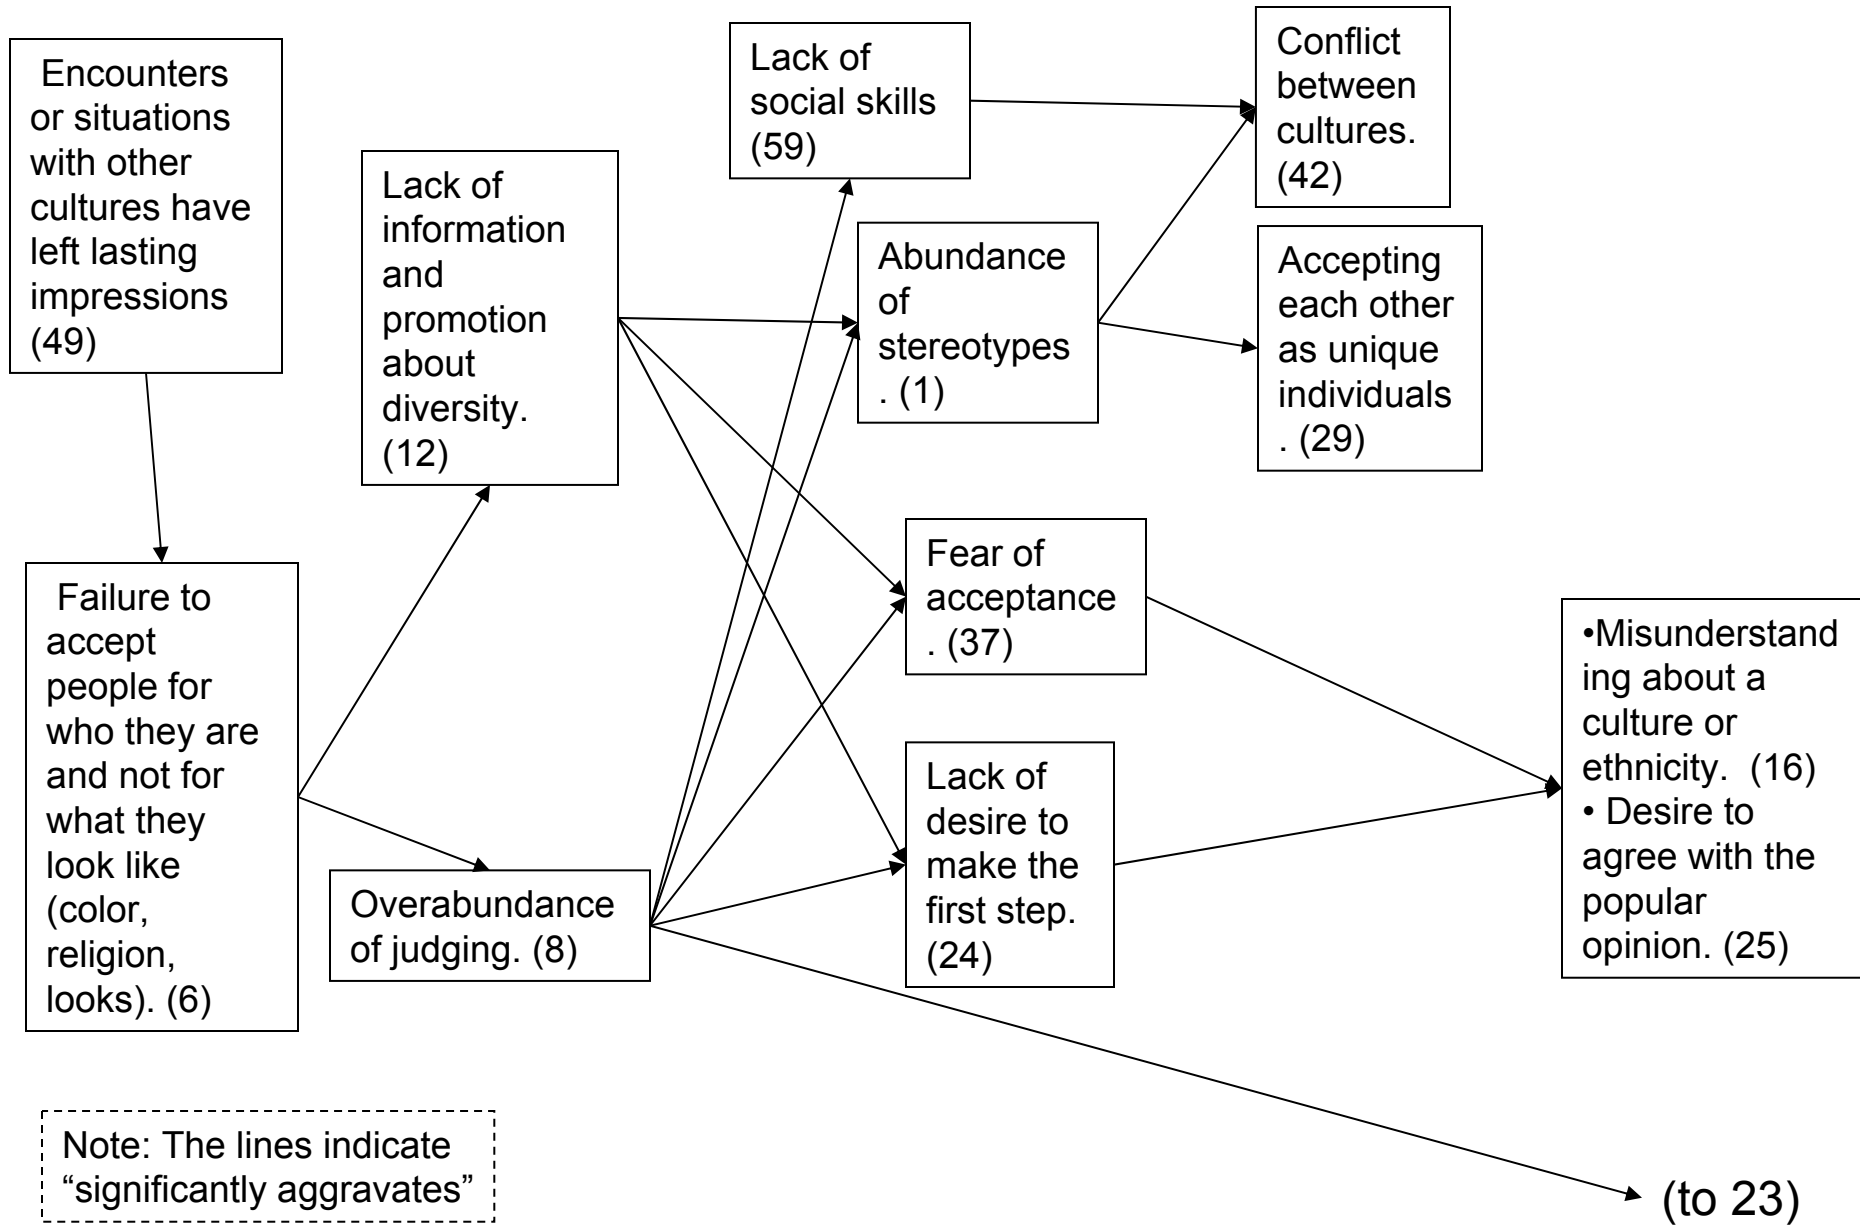 Encounters
or situations
with other
cultures have
left lasting
impressions
(49)
Failure to
accept
people for
who they are
and not for
what they
look like
(color,
religion,
looks). (6)
Lack of
information
and
promotion
about
diversity.
(12)
Overabundance
of judging. (8)
Lack of
social skills
(59)
Abundance
of
stereotypes
. (1)
Fear of
acceptance
. (37)
Lack of
desire to
make the
first step.
(24)
Conflict
between
cultures.
(42)
Accepting
each other
as unique
individuals
. (29)
•Misunderstand
ing about a
culture or
ethnicity.  (16)
• Desire to
agree with the
popular
opinion. (25)
(to 23)
Note: The lines indicate
“significantly aggravates”